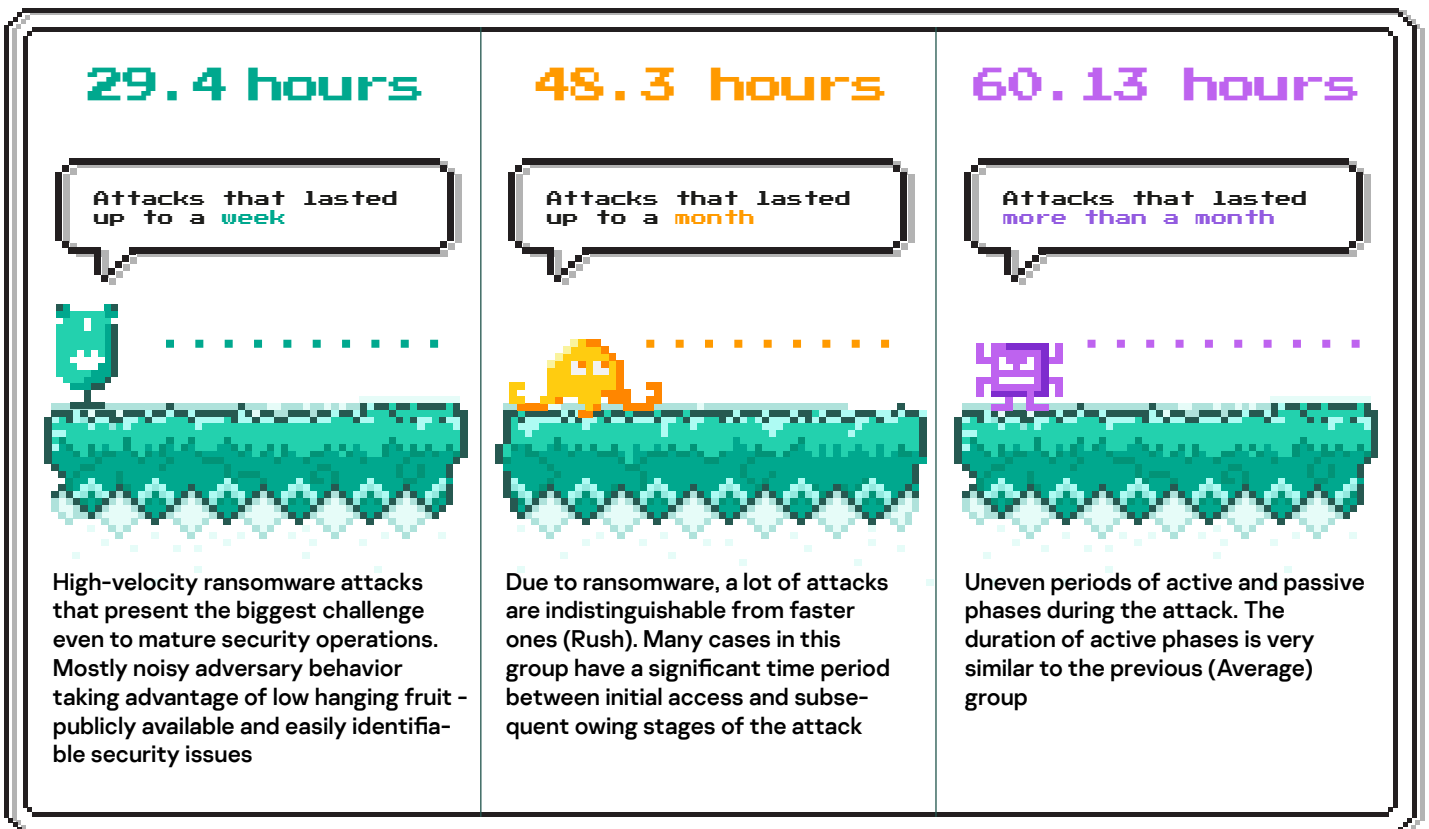 29.4 hours
Attacks that lasted
up to a week
High-velocity ransomware attacks
that present the biggest challenge
even to mature security operations.
Mostly noisy adversary behavior
taking advantage of low hanging fruit -
publicly available and easily identifia-
ble security issues
48.3 hours
Attacks that lasted
up to a month
Due to ransomware, a lot of attacks
are indistinguishable from faster
ones (Rush). Many cases in this
group have a significant time period
between initial access and subse-
quent owing stages of the attack
60.13 hours
Attacks that lasted
more than a month
Uneven periods of active and passive
phases during the attack. The
duration of active phases is very
similar to the previous (Average)
group